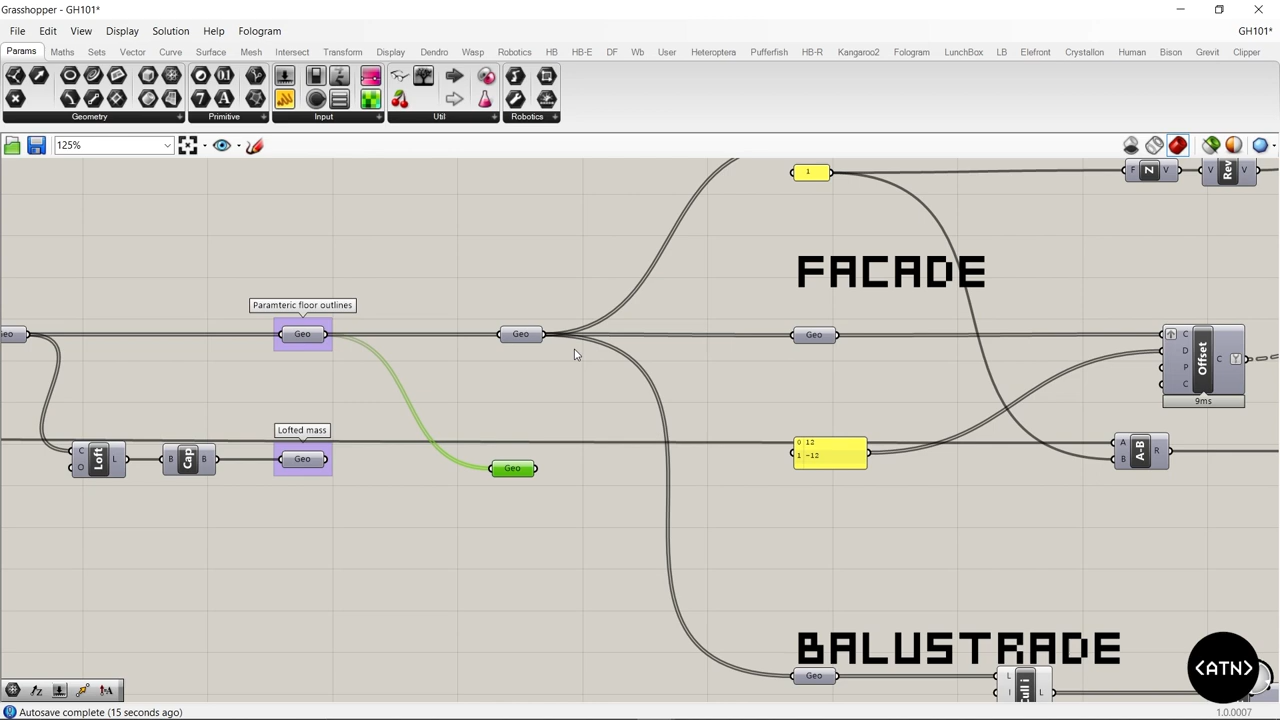 Grasshopper - GH101*
File Edit View Display Solution Help Fologram GH101*
Params Maths Sets Vector Curve Surface Mesh Intersect Transform Display Dendro Wasp Robotics HB HB-E DF Wb User Heteroptera Pufferfish HB-R Kangaroo2 Fologram LunchBox LB Elefront Crystallon Human Bison Grevit Clipper
Geometry Primitive Input Util Robotics
125%
1
F Z V V Rev V
FACADE
Paramteric floor outlines
Geo Geo Geo Geo
C D P C Offset C Y
9ms
Lofted mass
C O Loft L B Cap B Geo
Geo
0 12
1 -12
A B A-B R
BALUSTRADE
Geo
L I L
<ATN>
Autosave complete (15 seconds ago) 1.0.0007